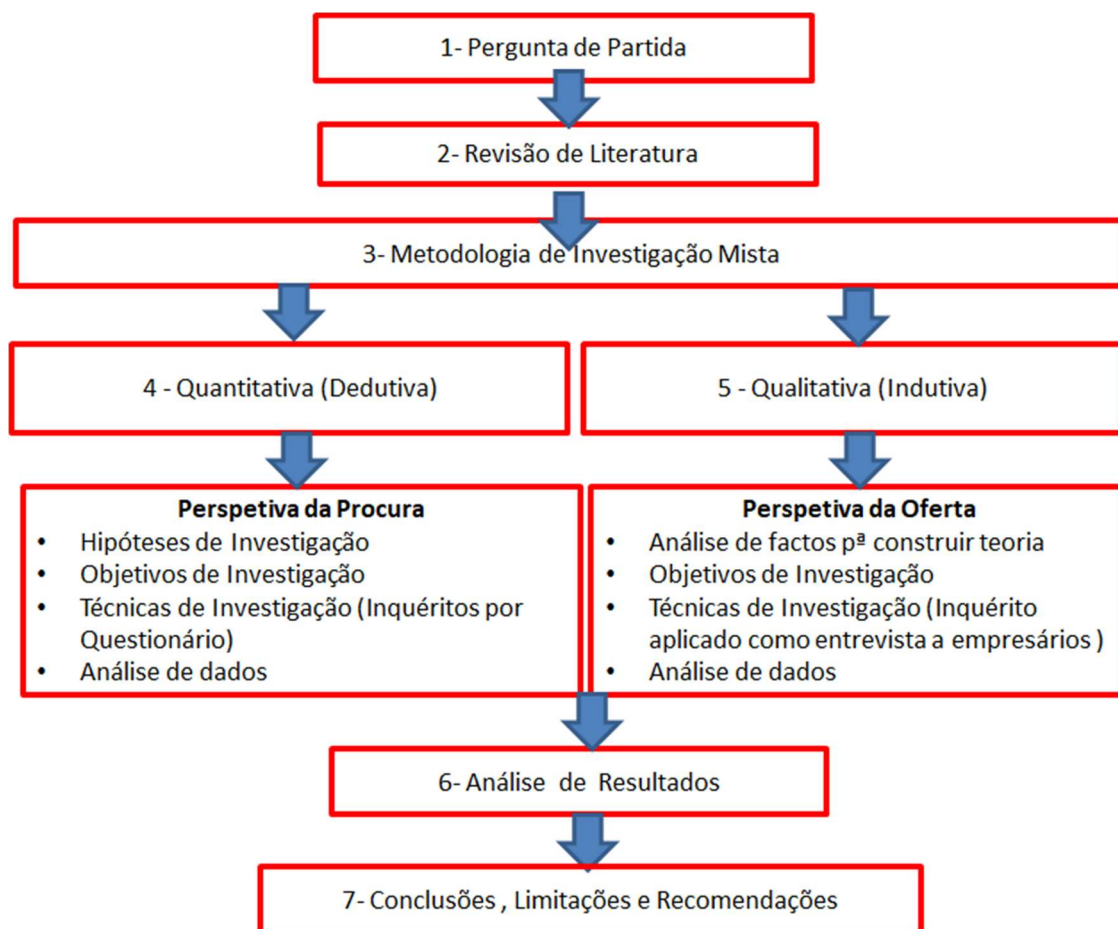 1- Pergunta de Partida
2- Revisão de Literatura
3- Metodologia de Investigação Mista
4 - Quantitativa (Dedutiva)
5 - Qualitativa (Indutiva)
Perspetiva da Procura
• Hipóteses de Investigação
• Objetivos de Investigação
• Técnicas de Investigação (Inquéritos por
Questionário)
• Análise de dados
Perspetiva da Oferta
• Análise de factos pª construir teoria
• Objetivos de Investigação
• Técnicas de Investigação (Inquérito
aplicado como entrevista a empresários )
• Análise de dados
6- Análise de Resultados
7- Conclusões , Limitações e Recomendações